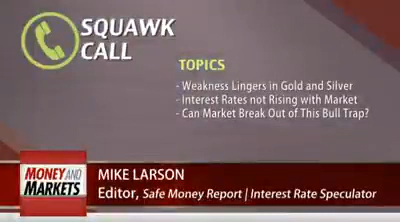 SQUAWK
CALL
TOPICS
- Weakness Lingers in Gold and Silver
- Interest Rates not Rising with Market
- Can Market Break Out of This Bull Trap?
MONEY AND
MARKETS
MIKE LARSON
Editor, Safe Money Report | Interest Rate Speculator